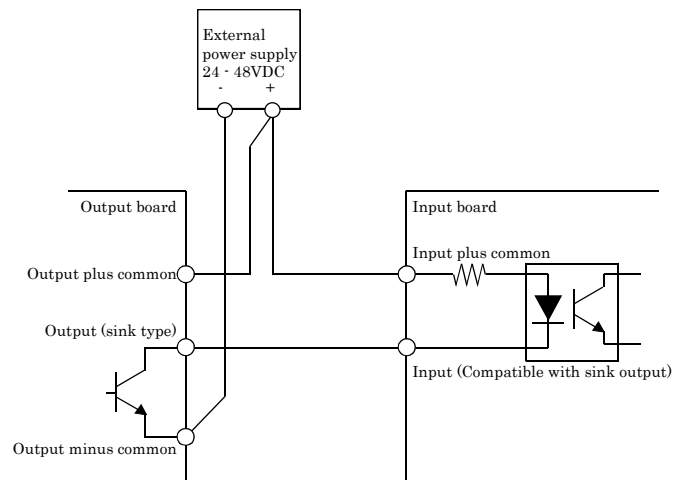 External
power supply
24 - 48VDC
- +
Output board
Input board
Input plus common
Output plus common
Output (sink type)
Input (Compatible with sink output)
Output minus common